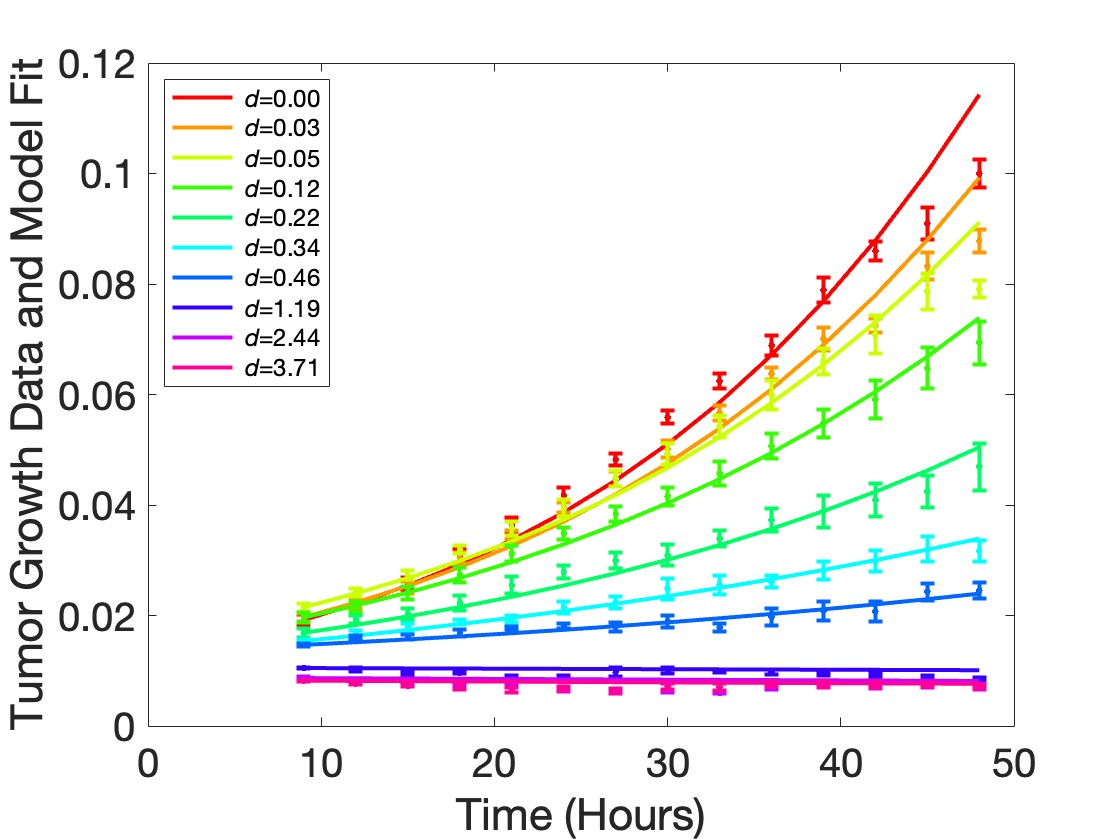 Tumor Growth Data and Model Fit
0.12
0.1
0.08
0.06
0.04
0.02
0
d=0.00
d=0.03
d=0.05
d=0.12
d=0.22
d=0.34
d=0.46
d=1.19
d=2.44
d=3.71
0 10 20 30 40 50
Time (Hours)